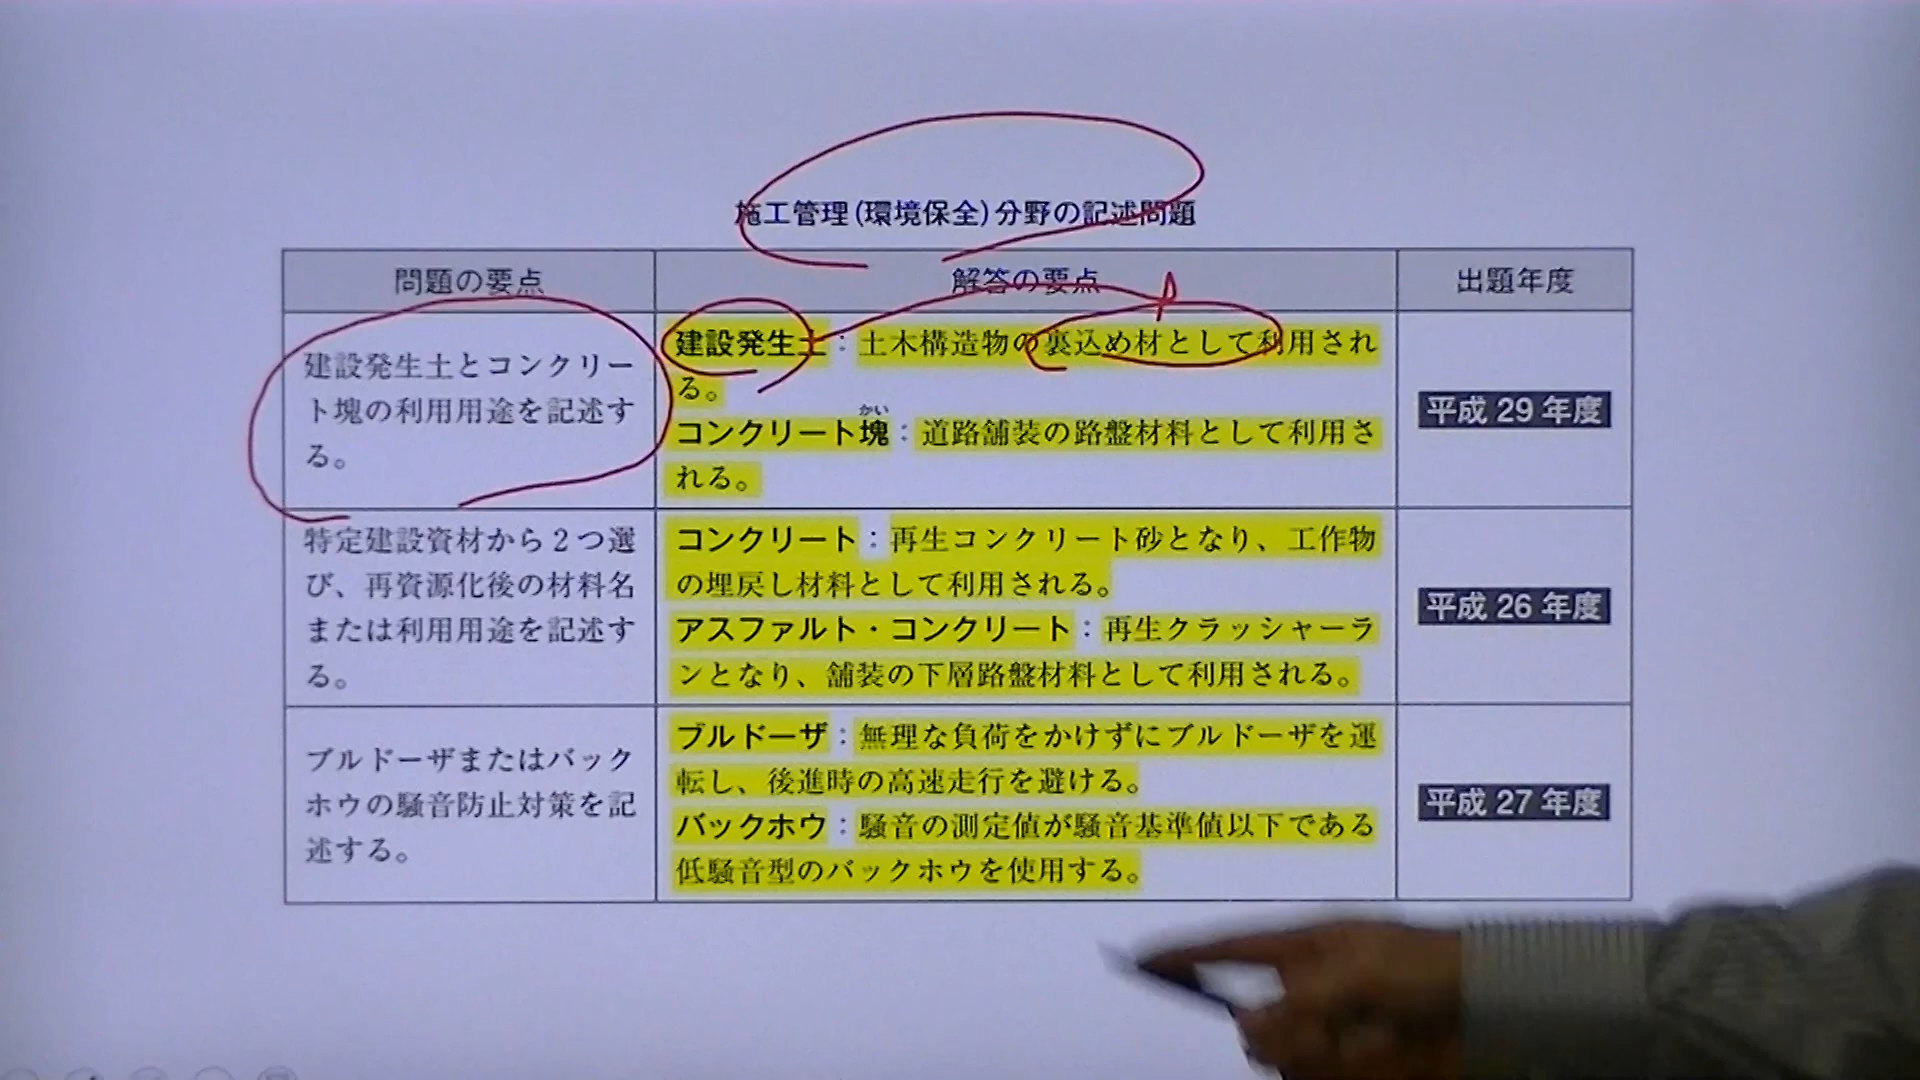 施工管理(環境保全)分野の記述問題
問題の要点
解答の要点
出題年度
建設発生土とコンクリー
ト塊の利用用途を記述す
る。
建設発生土：土木構造物の裏込め材として利用され
る。
かい
コンクリート塊：道路舗装の路盤材料として利用さ
れる。
平成 29 年度
特定建設資材から２つ選
び、再資源化後の材料名
または利用用途を記述す
る。
コンクリート：再生コンクリート砂となり、工作物
の埋戻し材料として利用される。
アスファルト・コンクリート：再生クラッシャーラ
ンとなり、舗装の下層路盤材料として利用される。
平成 26 年度
ブルドーザまたはバック
ホウの騒音防止対策を記
述する。
ブルドーザ：無理な負荷をかけずにブルドーザを運
転し、後進時の高速走行を避ける。
バックホウ：騒音の測定値が騒音基準値以下である
低騒音型のバックホウを使用する。
平成 27 年度